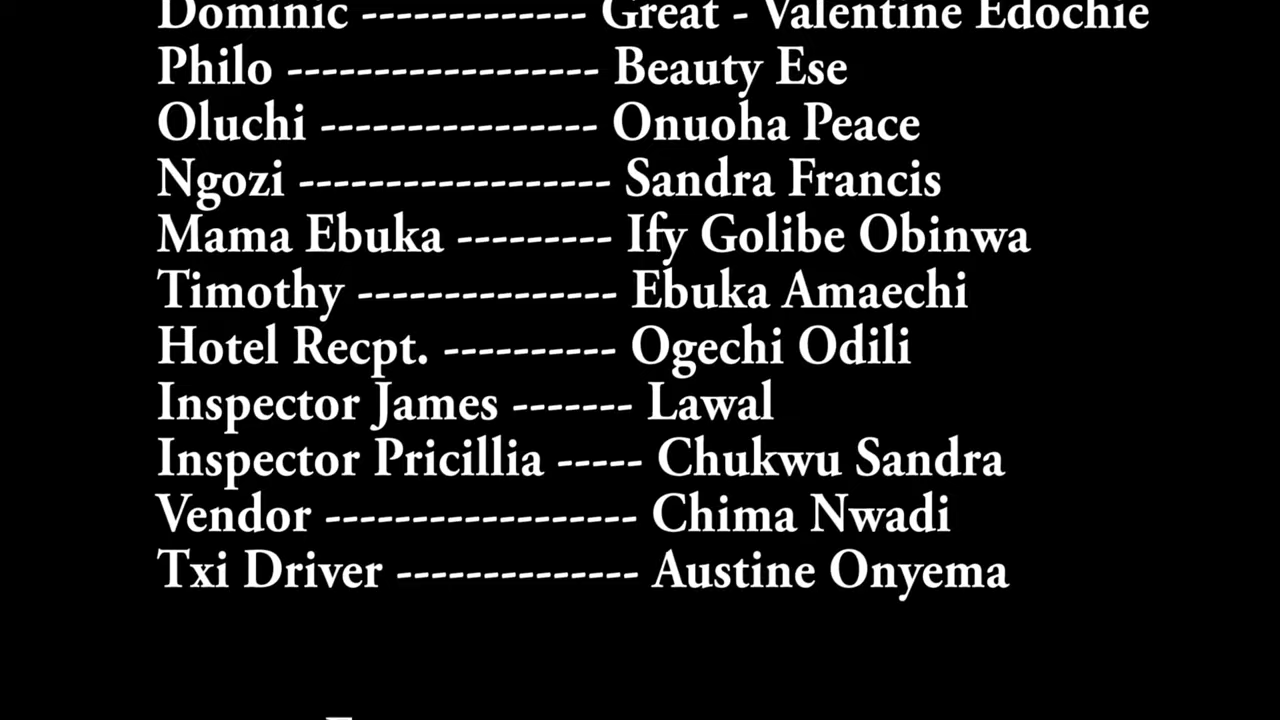 Dominic ------------- Great - Valentine Edochie
Philo ------------------ Beauty Ese
Oluchi ---------------- Onuoha Peace
Ngozi ------------------ Sandra Francis
Mama Ebuka --------- Ify Golibe Obinwa
Timothy --------------- Ebuka Amaechi
Hotel Recpt. ---------- Ogechi Odili
Inspector James ------- Lawal
Inspector Pricillia ----- Chukwu Sandra
Vendor ------------------ Chima Nwadi
Txi Driver -------------- Austine Onyema